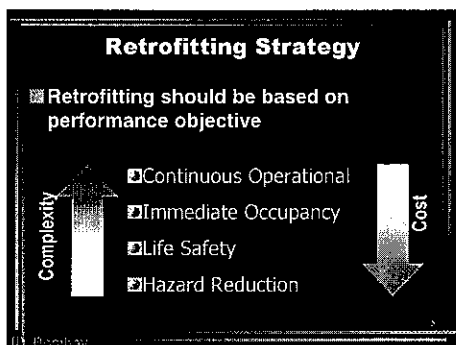 Retrofitting Strategy
Retrofitting should be based on
performance objective
Complexity
Continuous Operational
Immediate Occupancy
Life Safety
Hazard Reduction
Cost